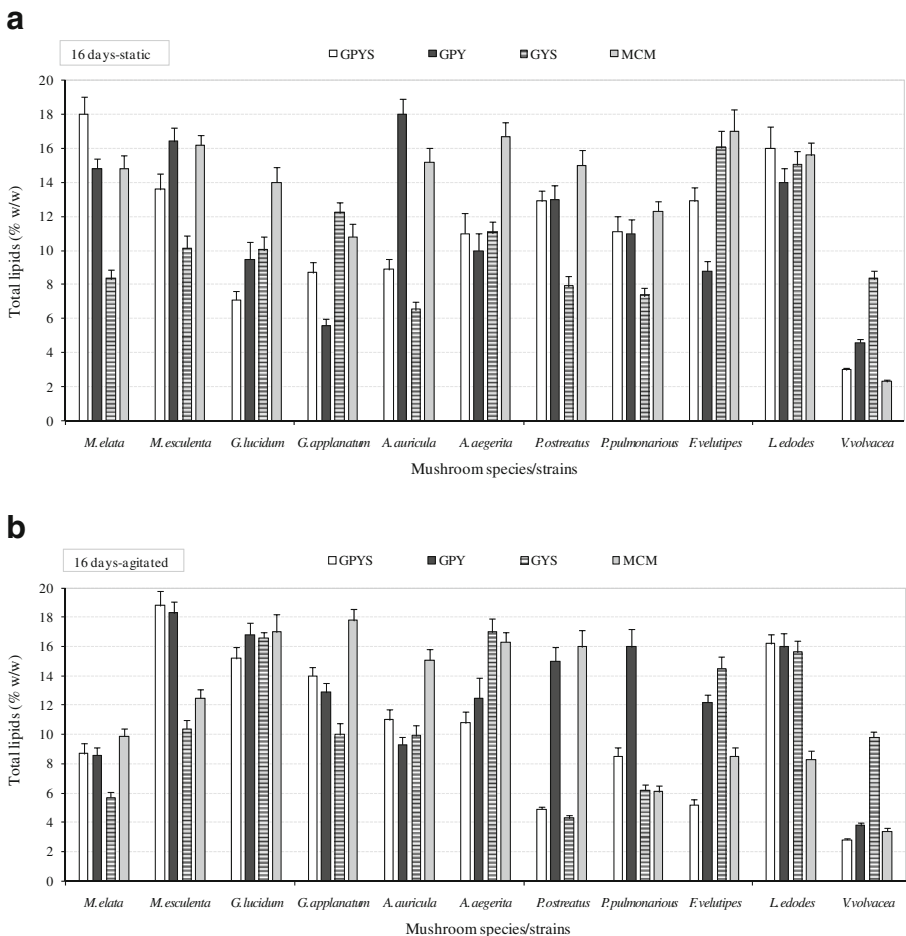 a
16 days-static
GPYS GPY GYS MCM
20
18
16
14
12
10
8
6
4
2
0
Total lipids (% w/w)
M.elata M.esculenta G.lucidum G.applanatum A.auricula A.aegerita P.ostreatus P.pulmonarious F.velutipes L.edodes V.volvacea
Mushroom species/strains
b
16 days-agitated
GPYS GPY GYS MCM
20
18
16
14
12
10
8
6
4
2
0
Total lipids (% w/w)
M.elata M.esculenta G.lucidum G.applanatum A.auricula A.aegerita P.ostreatus P.pulmonarious F.velutipes L.edodes V.volvacea
Mushroom species/strains